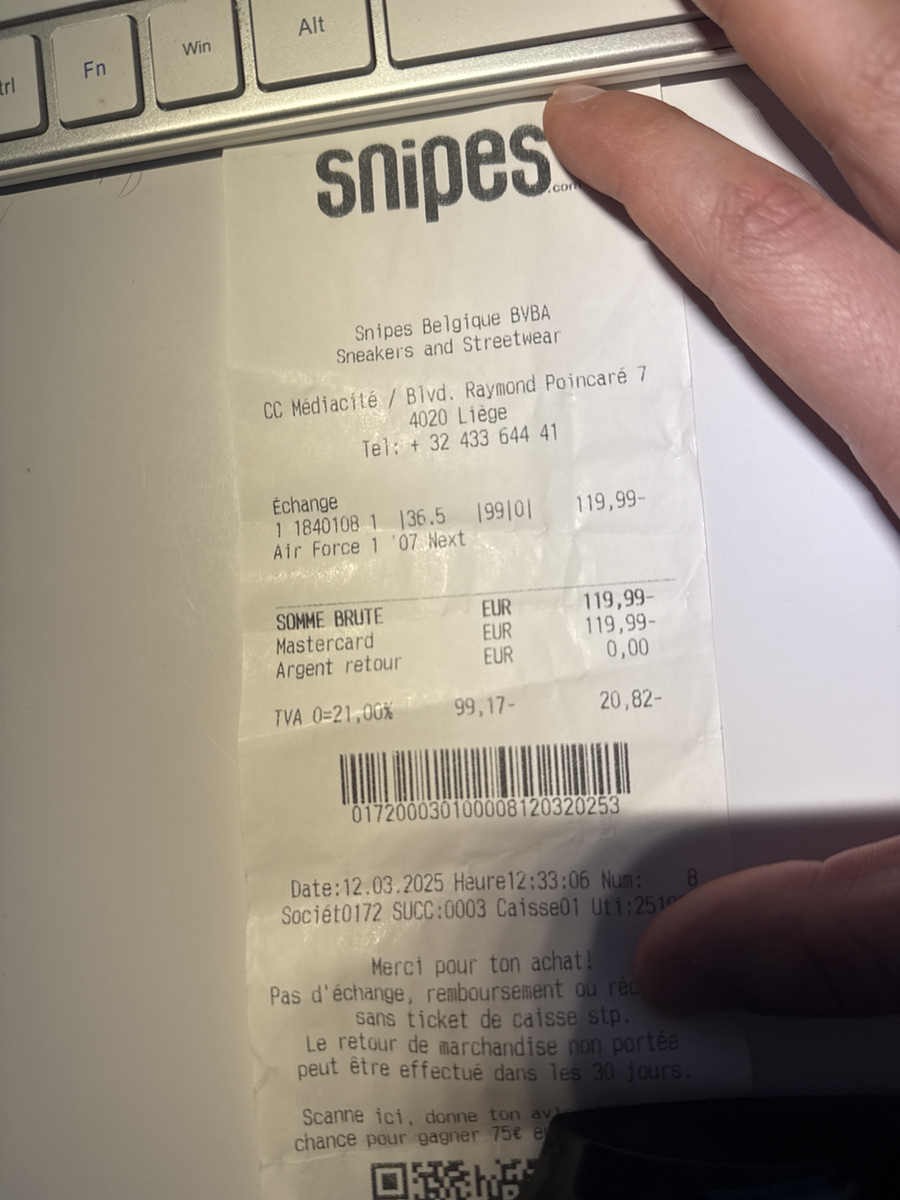 trl Fn Win Alt
snipes
.com
Snipes Belgique BVBA
Sneakers and Streetwear
CC Médiacité / Blvd. Raymond Poincaré 7
4020 Liège
Tel: + 32 433 644 41
Échange
1 1840108 1 |36.5 |99|0| 119,99-
Air Force 1 '07 Next
SOMME BRUTE EUR 119,99-
Mastercard EUR 119,99-
Argent retour EUR 0,00
TVA 0=21,00% 99,17- 20,82-
017200030100008120320253
Date:12.03.2025 Heure12:33:06 Num: 8
Sociét0172 SUCC:0003 Caisse01 Uti:251
Merci pour ton achat!
Pas d'échange, remboursement ou
sans ticket de caisse stp.
Le retour de marchandise non portée
peut être effectué dans les 30 jours.
Scanne ici, donne ton
chance pour gagner 75€